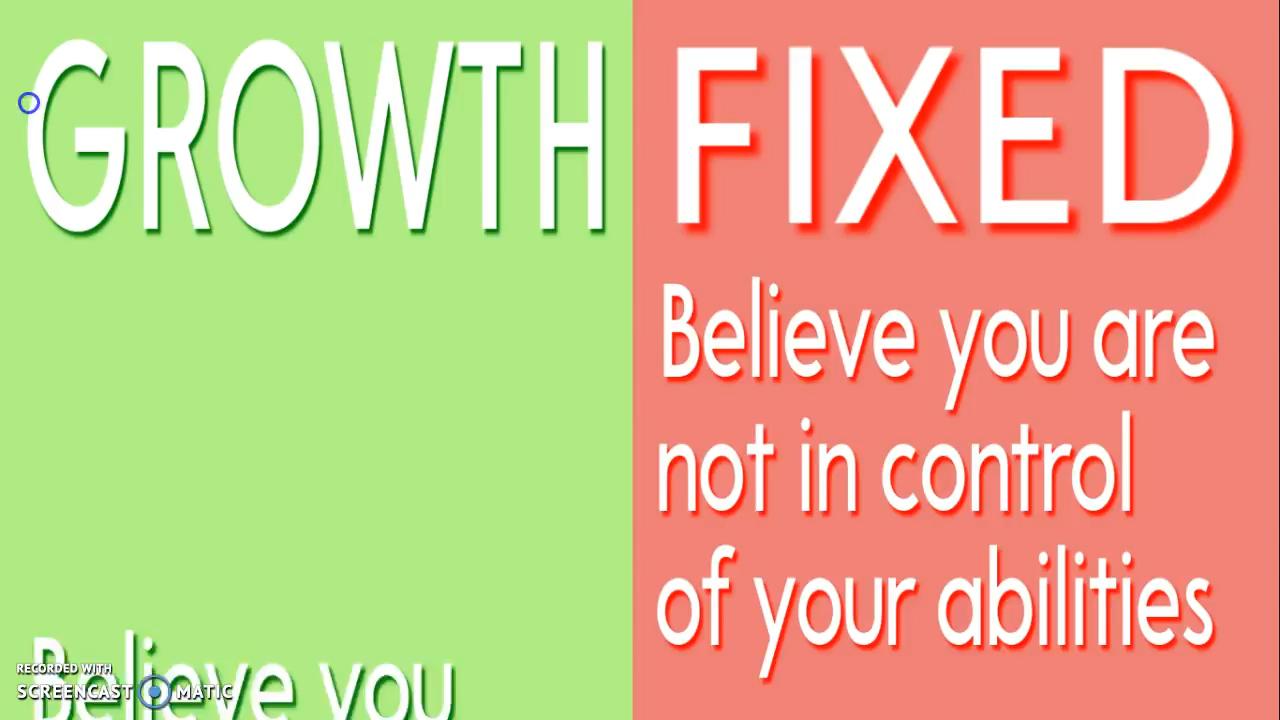 GROWTH
Believe you
FIXED
Believe you are
not in control
of your abilities
RECORDED WITH
SCREENCAST MATIC